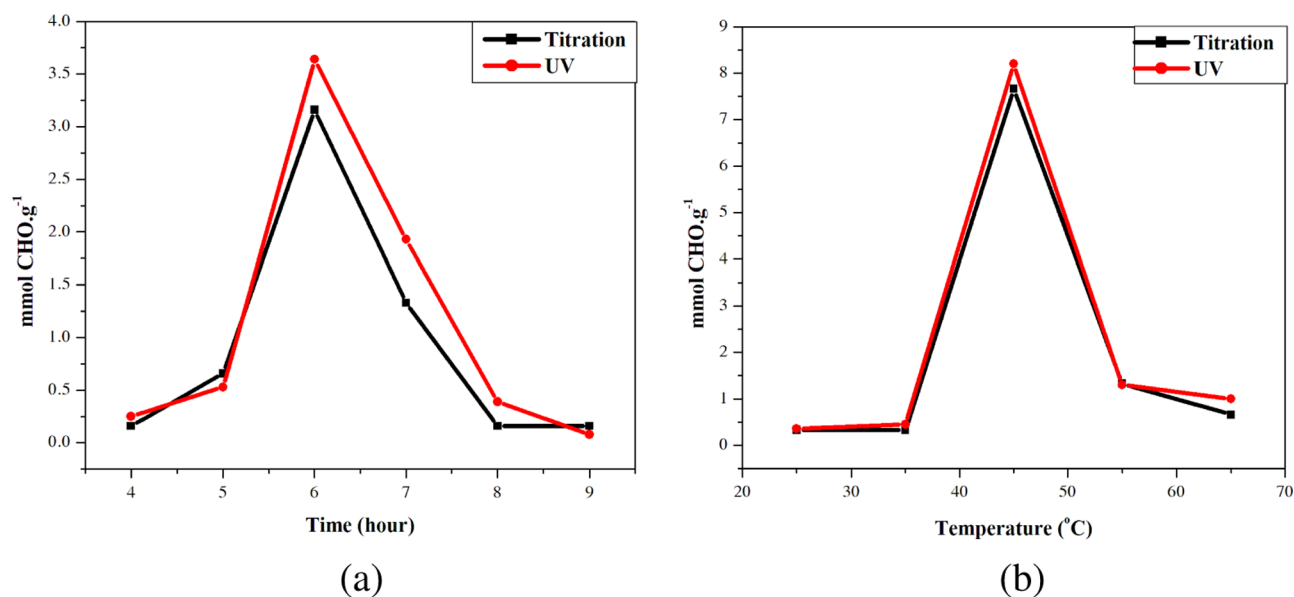 4.0
3.5
3.0
2.5
2.0
1.5
1.0
0.5
0.0
mmol CHO.g⁻¹
Titration
UV
4 5 6 7 8 9
Time (hour)
(a)
9
8
7
6
5
4
3
2
1
0
mmol CHO.g⁻¹
Titration
UV
20 30 40 50 60 70
Temperature (°C)
(b)